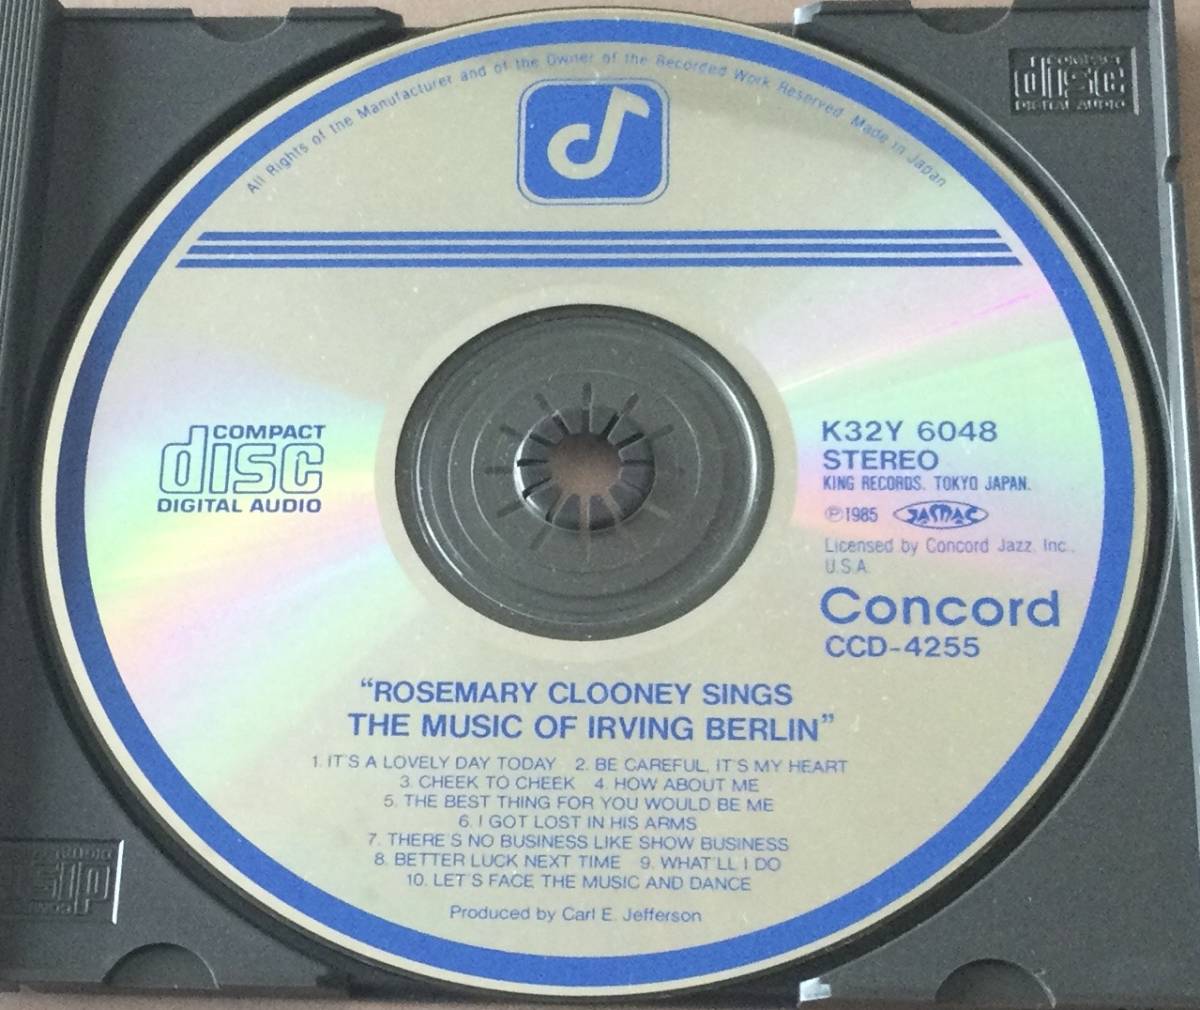 All Rights of the Manufacturer and of the Owner of the Recorded Work Reserved. Made in Japan
COMPACT
disc
DIGITAL AUDIO
COMPACT
disc
DIGITAL AUDIO
K32Y 6048
STEREO
KING RECORDS. TOKYO JAPAN.
℗1985 JASRAC
Licensed by Concord Jazz, Inc.,
U.S.A.
Concord
CCD-4255
“ROSEMARY CLOONEY SINGS
THE MUSIC OF IRVING BERLIN”
1. IT'S A LOVELY DAY TODAY 2. BE CAREFUL, IT'S MY HEART
3. CHEEK TO CHEEK 4. HOW ABOUT ME
5. THE BEST THING FOR YOU WOULD BE ME
6. I GOT LOST IN HIS ARMS
7. THERE'S NO BUSINESS LIKE SHOW BUSINESS
8. BETTER LUCK NEXT TIME 9. WHAT'LL I DO
10. LET'S FACE THE MUSIC AND DANCE
Produced by Carl E. Jefferson
disc